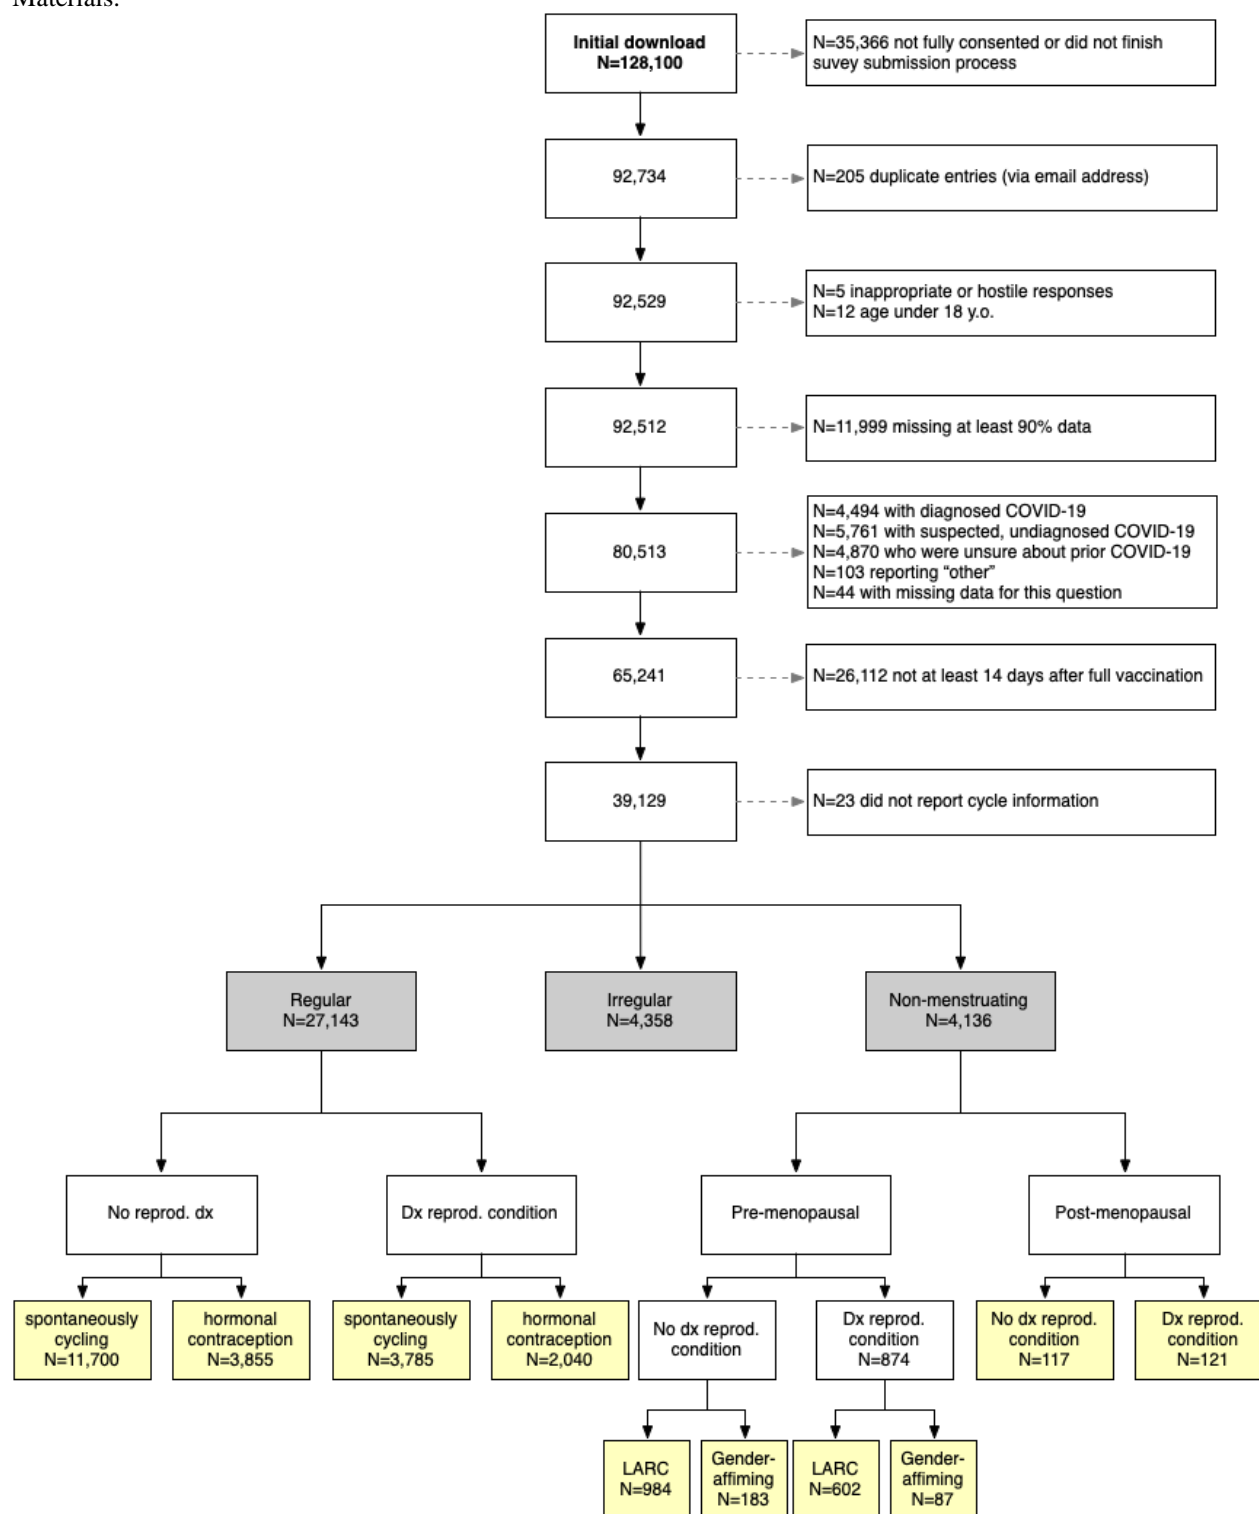 Materials.
Initial download
N=128,100
N=35,366 not fully consented or did not finish
suvey submission process
92,734
N=205 duplicate entries (via email address)
92,529
N=5 inappropriate or hostile responses
N=12 age under 18 y.o.
92,512
N=11,999 missing at least 90% data
80,513
N=4,494 with diagnosed COVID-19
N=5,761 with suspected, undiagnosed COVID-19
N=4,870 who were unsure about prior COVID-19
N=103 reporting “other”
N=44 with missing data for this question
65,241
N=26,112 not at least 14 days after full vaccination
39,129
N=23 did not report cycle information
Regular
N=27,143
Irregular
N=4,358
Non-menstruating
N=4,136
No reprod. dx
Dx reprod. condition
Pre-menopausal
Post-menopausal
spontaneously
cycling
N=11,700
hormonal
contraception
N=3,855
spontaneously
cycling
N=3,785
hormonal
contraception
N=2,040
No dx reprod.
condition
Dx reprod.
condition
N=874
No dx reprod.
condition
N=117
Dx reprod.
condition
N=121
LARC
N=984
Gender-
affiming
N=183
LARC
N=602
Gender-
affiming
N=87